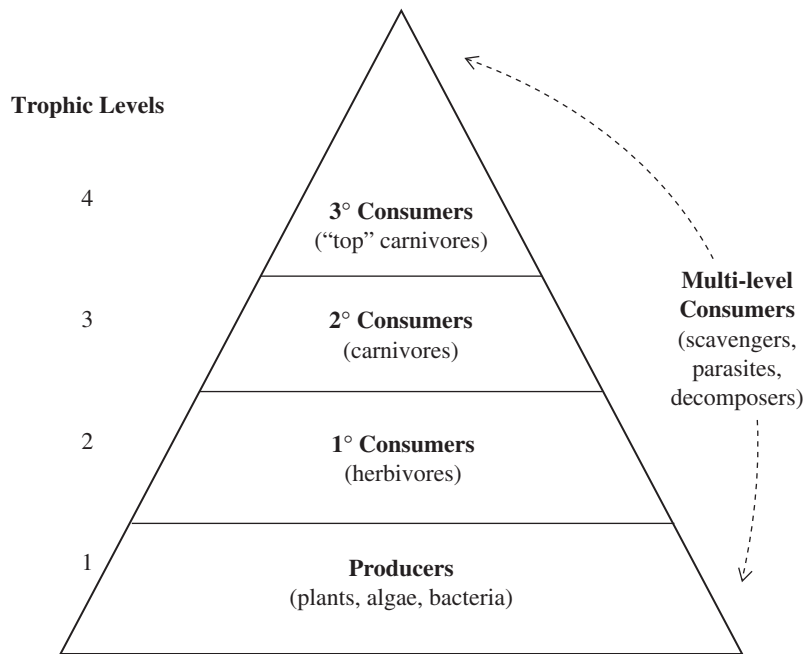 Trophic Levels
4
3° Consumers
(“top” carnivores)
3
2° Consumers
(carnivores)
2
1° Consumers
(herbivores)
1
Producers
(plants, algae, bacteria)
Multi-level
Consumers
(scavengers,
parasites,
decomposers)